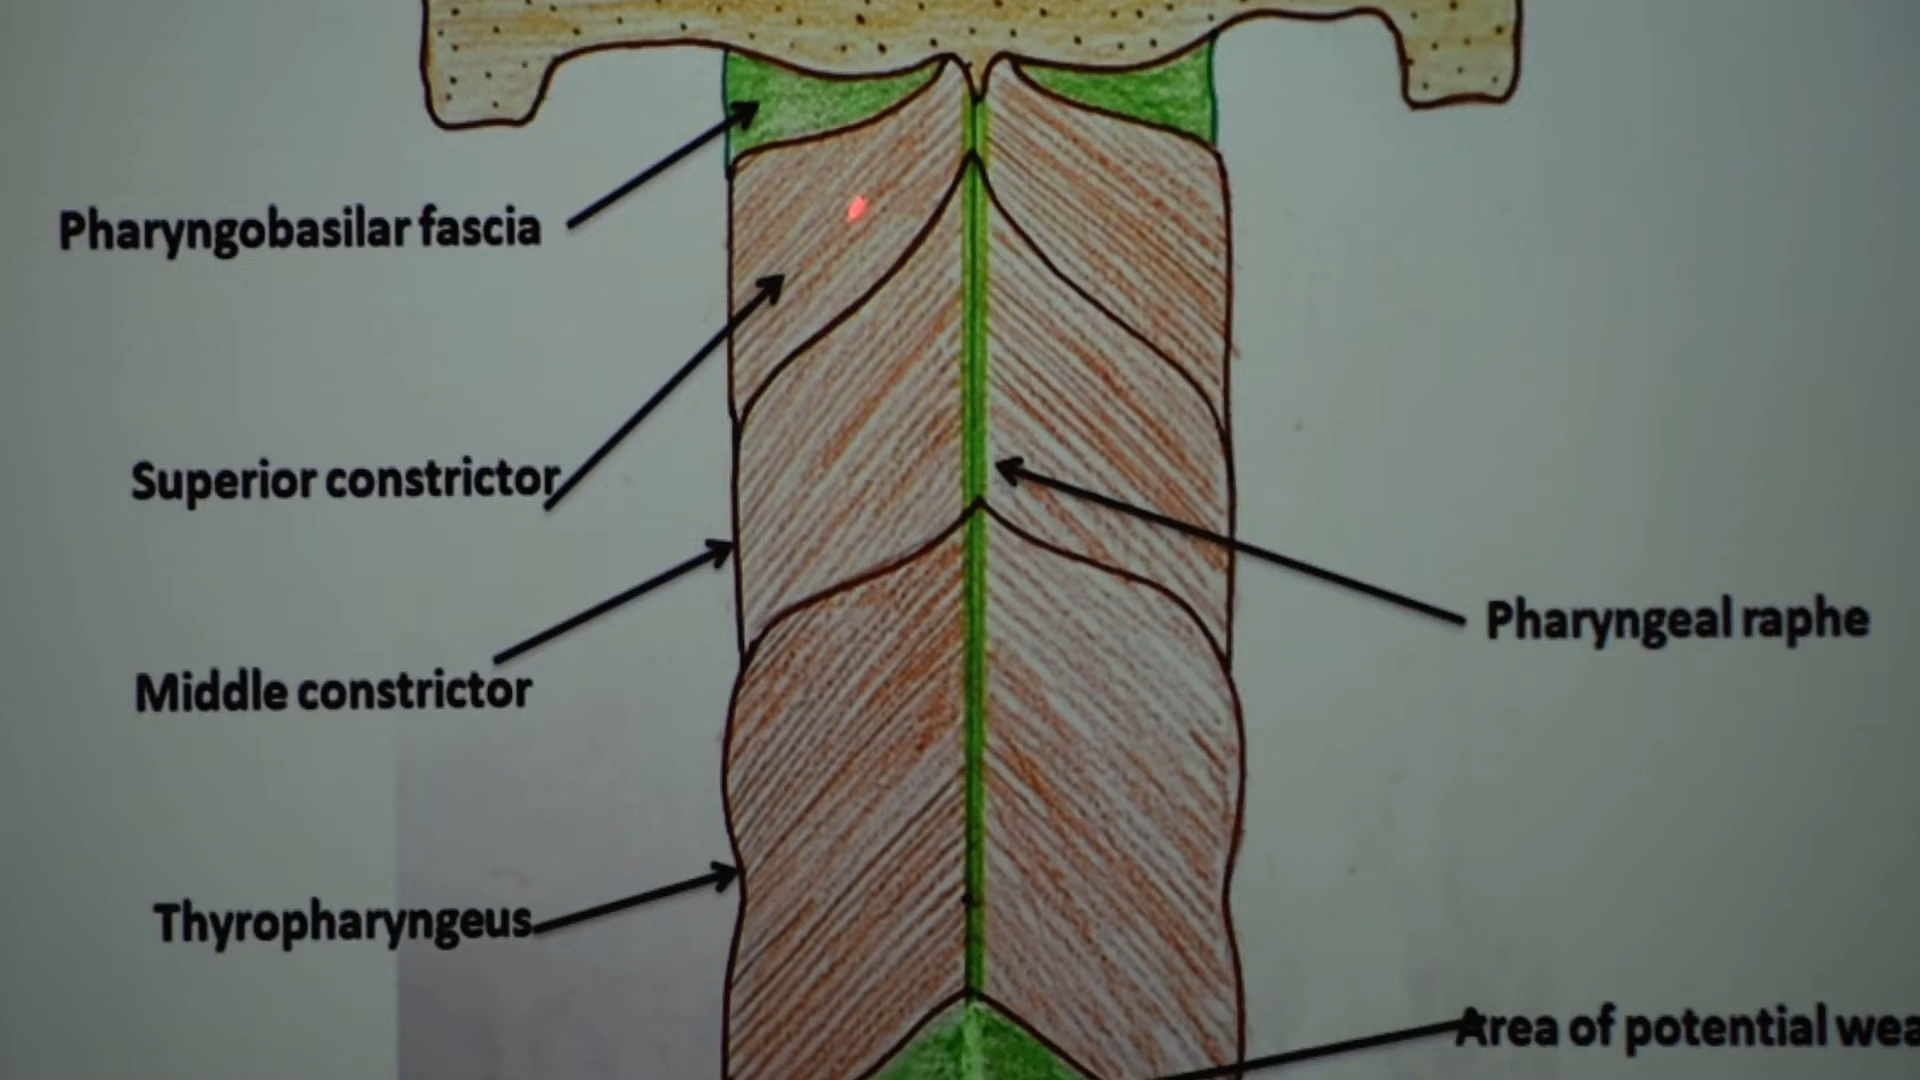 Pharyngobasilar fascia
Superior constrictor
Pharyngeal raphe
Middle constrictor
Thyropharyngeus
Area of potential